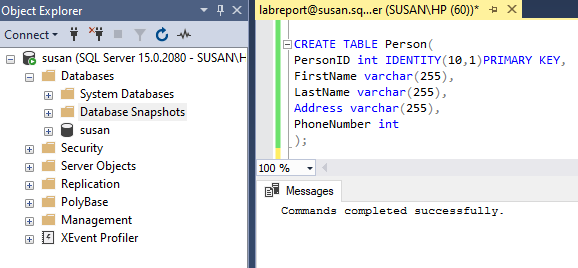 Object Explorer
Connect
susan (SQL Server 15.0.2080 - SUSAN\H
Databases
System Databases
Database Snapshots
susan
Security
Server Objects
Replication
PolyBase
Management
XEvent Profiler
labreport@susan.sq...er (SUSAN\HP (60))*
CREATE TABLE Person(
PersonID int IDENTITY(10,1)PRIMARY KEY,
FirstName varchar(255),
LastName varchar(255),
Address varchar(255),
PhoneNumber int
);
100 %
Messages
Commands completed successfully.